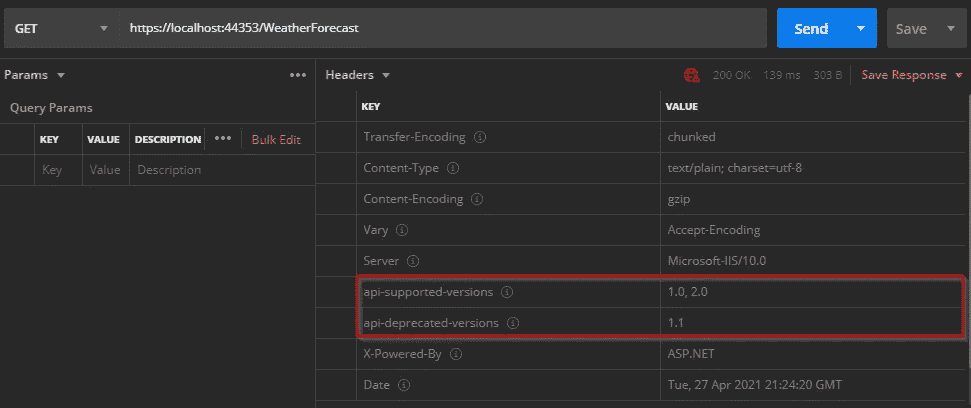 GET https://localhost:44353/WeatherForecast Send Save
Params ••• Headers 200 OK 139 ms 303 B Save Response
Query Params
KEY VALUE
KEY VALUE DESCRIPTION ••• Bulk Edit
Transfer-Encoding chunked
Key Value Description
Content-Type text/plain; charset=utf-8
Content-Encoding gzip
Vary Accept-Encoding
Server Microsoft-IIS/10.0
api-supported-versions 1.0, 2.0
api-deprecated-versions 1.1
X-Powered-By ASP.NET
Date Tue, 27 Apr 2021 21:24:20 GMT